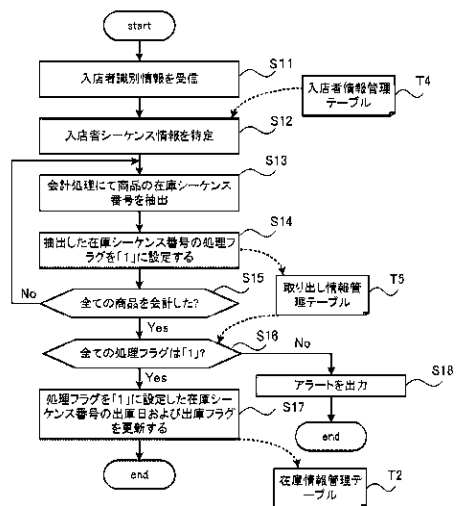 start
S11
入店者識別情報を受信
T4
入店者情報管理
テーブル
S12
入店者シーケンス情報を特定
S13
会計処理にて商品の在庫シーケンス
番号を抽出
S14
抽出した在庫シーケンス番号の処理フ
ラグを「1」に設定する
S15
No
全ての商品を会計した?
T5
取り出し情報管
理テーブル
Yes
S16
全ての処理フラグは「1」?
No
Yes
S18
アラートを出力
S17
処理フラグを「1」に設定した在庫シー
ケンス番号の出庫日および出庫フラグ
を更新する
end
end
T2
在庫情報管理テ
ーブル